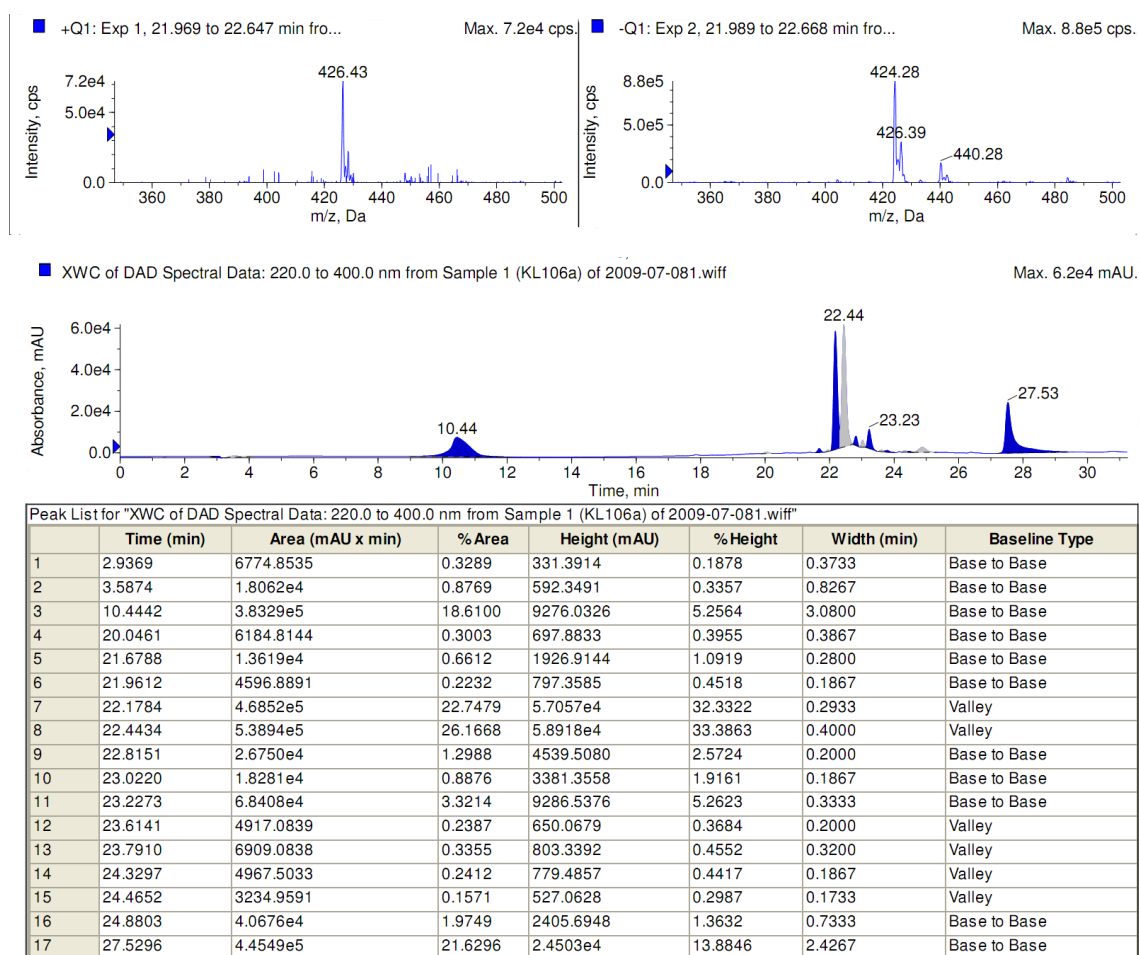 +Q1: Exp 1, 21.969 to 22.647 min fro... Max. 7.2e4 cps.
426.43
7.2e4
5.0e4
0.0
Intensity, cps
360 380 400 420 440 460 480 500
m/z, Da
-Q1: Exp 2, 21.989 to 22.668 min fro... Max. 8.8e5 cps.
424.28
8.8e5
5.0e5
426.39
440.28
0.0
Intensity, cps
360 380 400 420 440 460 480 500
m/z, Da
XWC of DAD Spectral Data: 220.0 to 400.0 nm from Sample 1 (KL106a) of 2009-07-081.wiff Max. 6.2e4 mAU.
22.44
6.0e4
4.0e4
27.53
2.0e4
23.23
10.44
0.0
Absorbance, mAU
0 2 4 6 8 10 12 14 16 18 20 22 24 26 28 30
Time, min
Peak List for "XWC of DAD Spectral Data: 220.0 to 400.0 nm from Sample 1 (KL106a) of 2009-07-081.wiff"
Time (min) Area (mAU x min) %Area Height (mAU) %Height Width (min) Baseline Type
1 2.9369 6774.8535 0.3289 331.3914 0.1878 0.3733 Base to Base
2 3.5874 1.8062e4 0.8769 592.3491 0.3357 0.8267 Base to Base
3 10.4442 3.8329e5 18.6100 9276.0326 5.2564 3.0800 Base to Base
4 20.0461 6184.8144 0.3003 697.8833 0.3955 0.3867 Base to Base
5 21.6788 1.3619e4 0.6612 1926.9144 1.0919 0.2800 Base to Base
6 21.9612 4596.8891 0.2232 797.3585 0.4518 0.1867 Base to Base
7 22.1784 4.6852e5 22.7479 5.7057e4 32.3322 0.2933 Valley
8 22.4434 5.3894e5 26.1668 5.8918e4 33.3863 0.4000 Valley
9 22.8151 2.6750e4 1.2988 4539.5080 2.5724 0.2000 Base to Base
10 23.0220 1.8281e4 0.8876 3381.3558 1.9161 0.1867 Base to Base
11 23.2273 6.8408e4 3.3214 9286.5376 5.2623 0.3333 Base to Base
12 23.6141 4917.0839 0.2387 650.0679 0.3684 0.2000 Valley
13 23.7910 6909.0838 0.3355 803.3392 0.4552 0.3200 Valley
14 24.3297 4967.5033 0.2412 779.4857 0.4417 0.1867 Valley
15 24.4652 3234.9591 0.1571 527.0628 0.2987 0.1733 Valley
16 24.8803 4.0676e4 1.9749 2405.6948 1.3632 0.7333 Base to Base
17 27.5296 4.4549e5 21.6296 2.4503e4 13.8846 2.4267 Base to Base